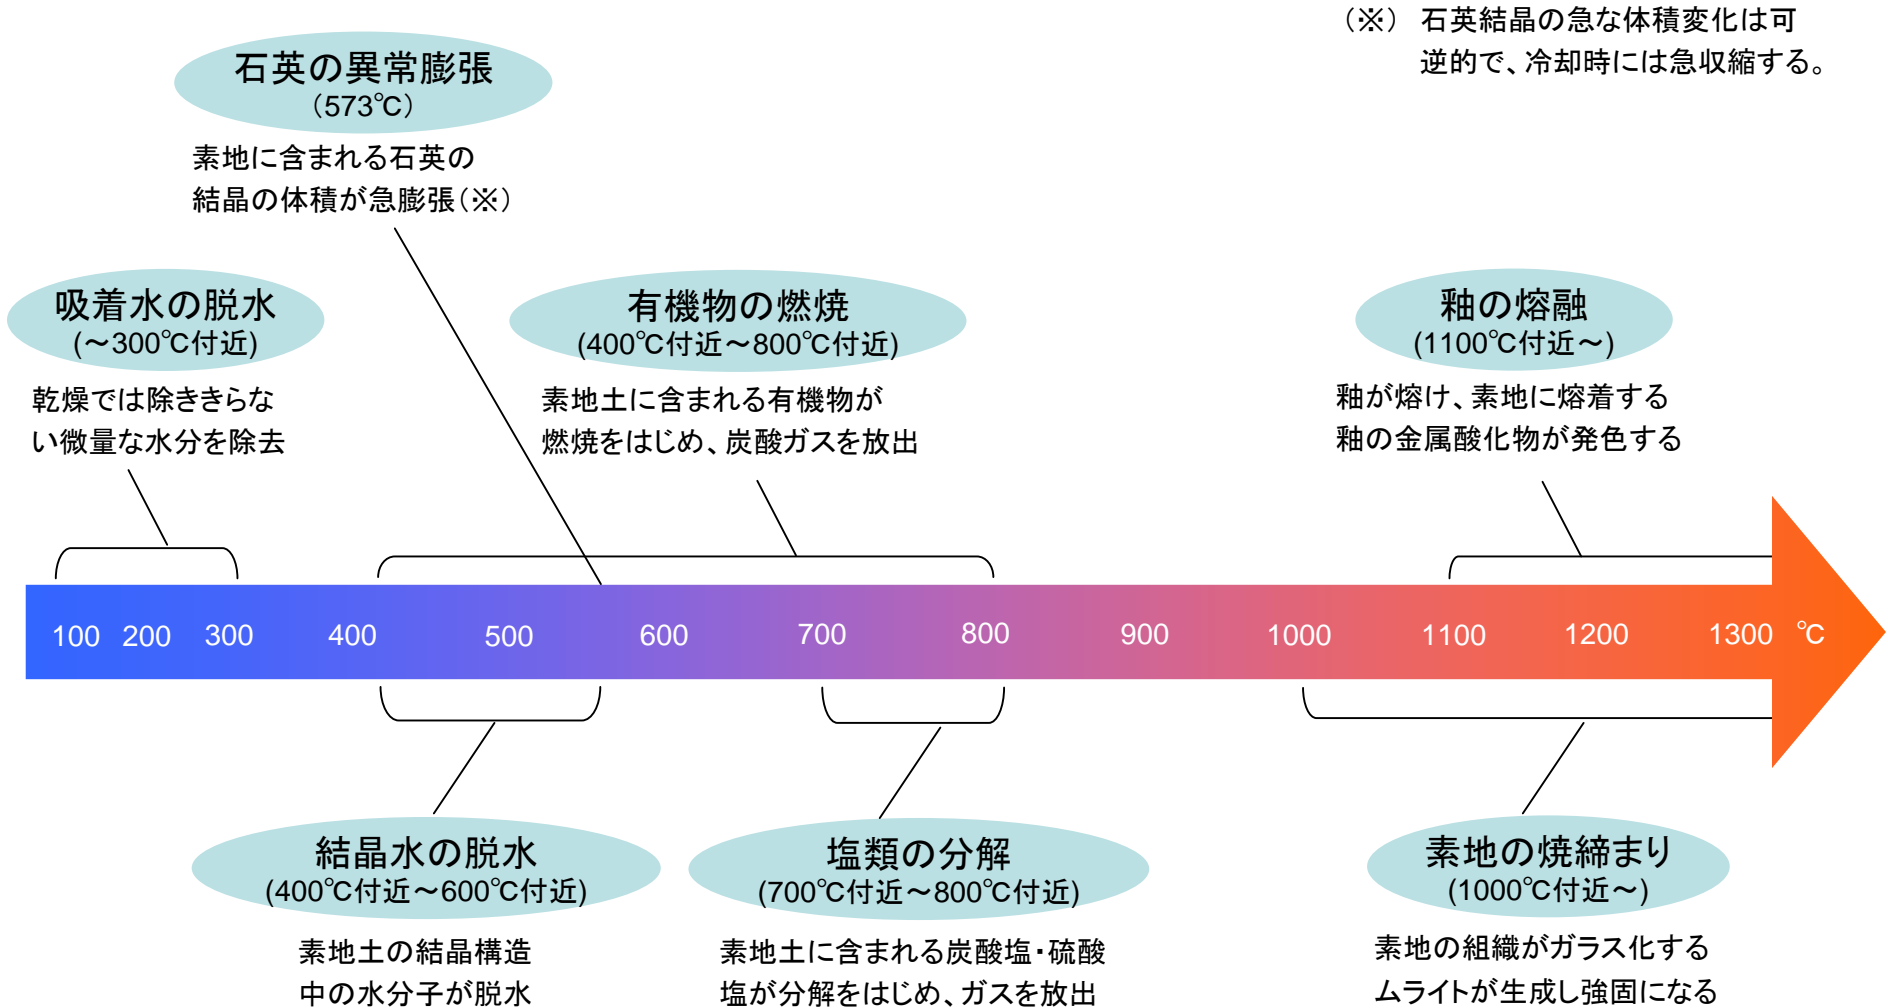 (※) 石英結晶の急な体積変化は可
逆的で、冷却時には急収縮する。
石英の異常膨張
(573℃)
素地に含まれる石英の
結晶の体積が急膨張(※)
吸着水の脱水
(～300℃付近)
乾燥では除ききらな
い微量な水分を除去
有機物の燃焼
(400℃付近～800℃付近)
素地土に含まれる有機物が
燃焼をはじめ、炭酸ガスを放出
釉の熔融
(1100℃付近～)
釉が熔け、素地に熔着する
釉の金属酸化物が発色する
100 200 300 400 500 600 700 800 900 1000 1100 1200 1300 ℃
結晶水の脱水
(400℃付近～600℃付近)
素地土の結晶構造
中の水分子が脱水
塩類の分解
(700℃付近～800℃付近)
素地土に含まれる炭酸塩・硫酸
塩が分解をはじめ、ガスを放出
素地の焼締まり
(1000℃付近～)
素地の組織がガラス化する
ムライトが生成し強固になる